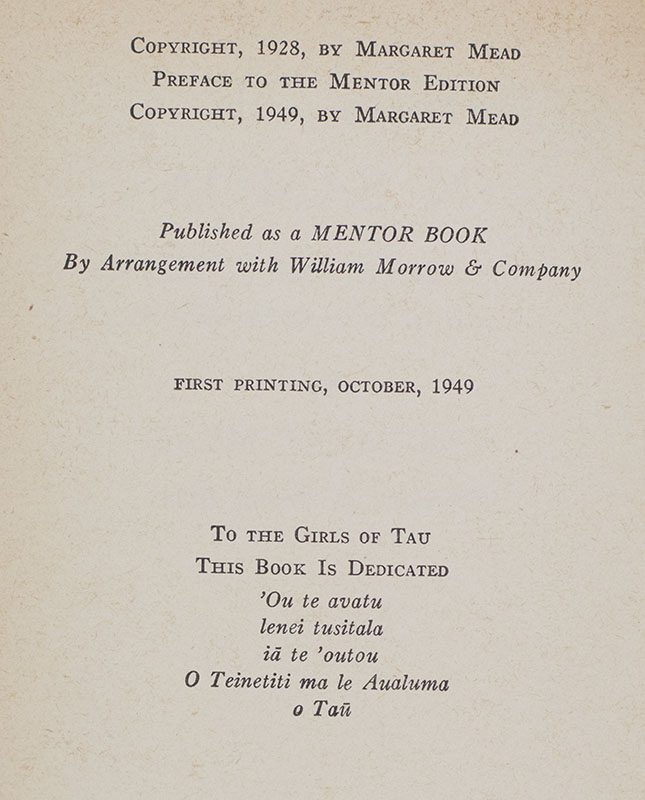 Copyright, 1928, by Margaret Mead
Preface to the Mentor Edition
Copyright, 1949, by Margaret Mead
Published as a MENTOR BOOK
By Arrangement with William Morrow & Company
FIRST PRINTING, OCTOBER, 1949
To the Girls of Tau
This Book Is Dedicated
’Ou te avatu
lenei tusitala
iā te ’outou
O Teinetiti ma le Aualuma
o Taū